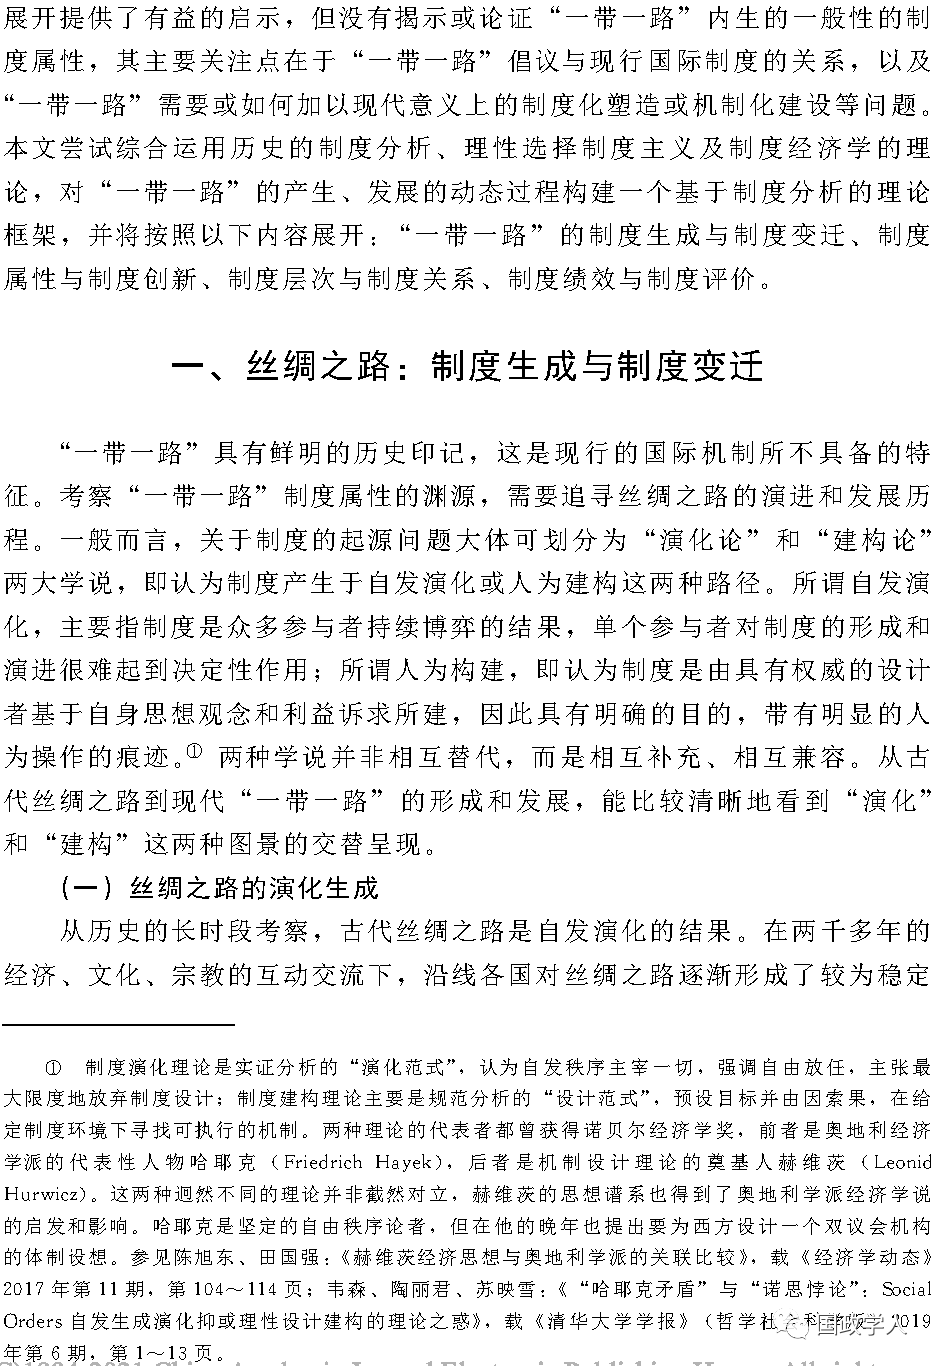 展开提供了有益的启示，但没有揭示或论证“一带一路”内生的一般性的制
度属性，其主要关注点在于“一带一路”倡议与现行国际制度的关系，以及
“一带一路”需要或如何加以现代意义上的制度化塑造或机制化建设等问题。
本文尝试综合运用历史的制度分析、理性选择制度主义及制度经济学的理
论，对“一带一路”的产生、发展的动态过程构建一个基于制度分析的理论
框架，并将按照以下内容展开：“一带一路”的制度生成与制度变迁、制度
属性与制度创新、制度层次与制度关系、制度绩效与制度评价。
一、丝绸之路：制度生成与制度变迁
“一带一路”具有鲜明的历史印记，这是现行的国际机制所不具备的特
征。考察“一带一路”制度属性的渊源，需要追寻丝绸之路的演进和发展历
程。一般而言，关于制度的起源问题大体可划分为“演化论”和“建构论”
两大学说，即认为制度产生于自发演化或人为建构这两种路径。所谓自发演
化，主要指制度是众多参与者持续博弈的结果，单个参与者对制度的形成和
演进很难起到决定性作用；所谓人为构建，即认为制度是由具有权威的设计
者基于自身思想观念和利益诉求所建，因此具有明确的目的，带有明显的人
为操作的痕迹。① 两种学说并非相互替代，而是相互补充、相互兼容。从古
代丝绸之路到现代“一带一路”的形成和发展，能比较清晰地看到“演化”
和“建构”这两种图景的交替呈现。
（一）丝绸之路的演化生成
从历史的长时段考察，古代丝绸之路是自发演化的结果。在两千多年的
经济、文化、宗教的互动交流下，沿线各国对丝绸之路逐渐形成了较为稳定
① 制度演化理论是实证分析的“演化范式”，认为自发秩序主宰一切，强调自由放任，主张最
大限度地放弃制度设计；制度建构理论主要是规范分析的“设计范式”，预设目标并由因索果，在给
定制度环境下寻找可执行的机制。两种理论的代表者都曾获得诺贝尔经济学奖，前者是奥地利经济
学派的代表性人物哈耶克（Friedrich Hayek），后者是机制设计理论的奠基人赫维茨（Leonid
Hurwicz）。这两种迥然不同的理论并非截然对立，赫维茨的思想谱系也得到了奥地利学派经济学说
的启发和影响。哈耶克是坚定的自由秩序论者，但在他的晚年也提出要为西方设计一个双议会机构
的体制设想。参见陈旭东、田国强：《赫维茨经济思想与奥地利学派的关联比较》，载《经济学动态》
2017 年第 11 期，第 104～114 页；韦森、陶丽君、苏映雪：《“哈耶克矛盾”与“诺思悖论”：Social
Orders 自发生成演化抑或理性设计建构的理论之惑》，载《清华大学学报》（哲学社会科学版）2019
年第 6 期，第 1～13 页。
国政学人